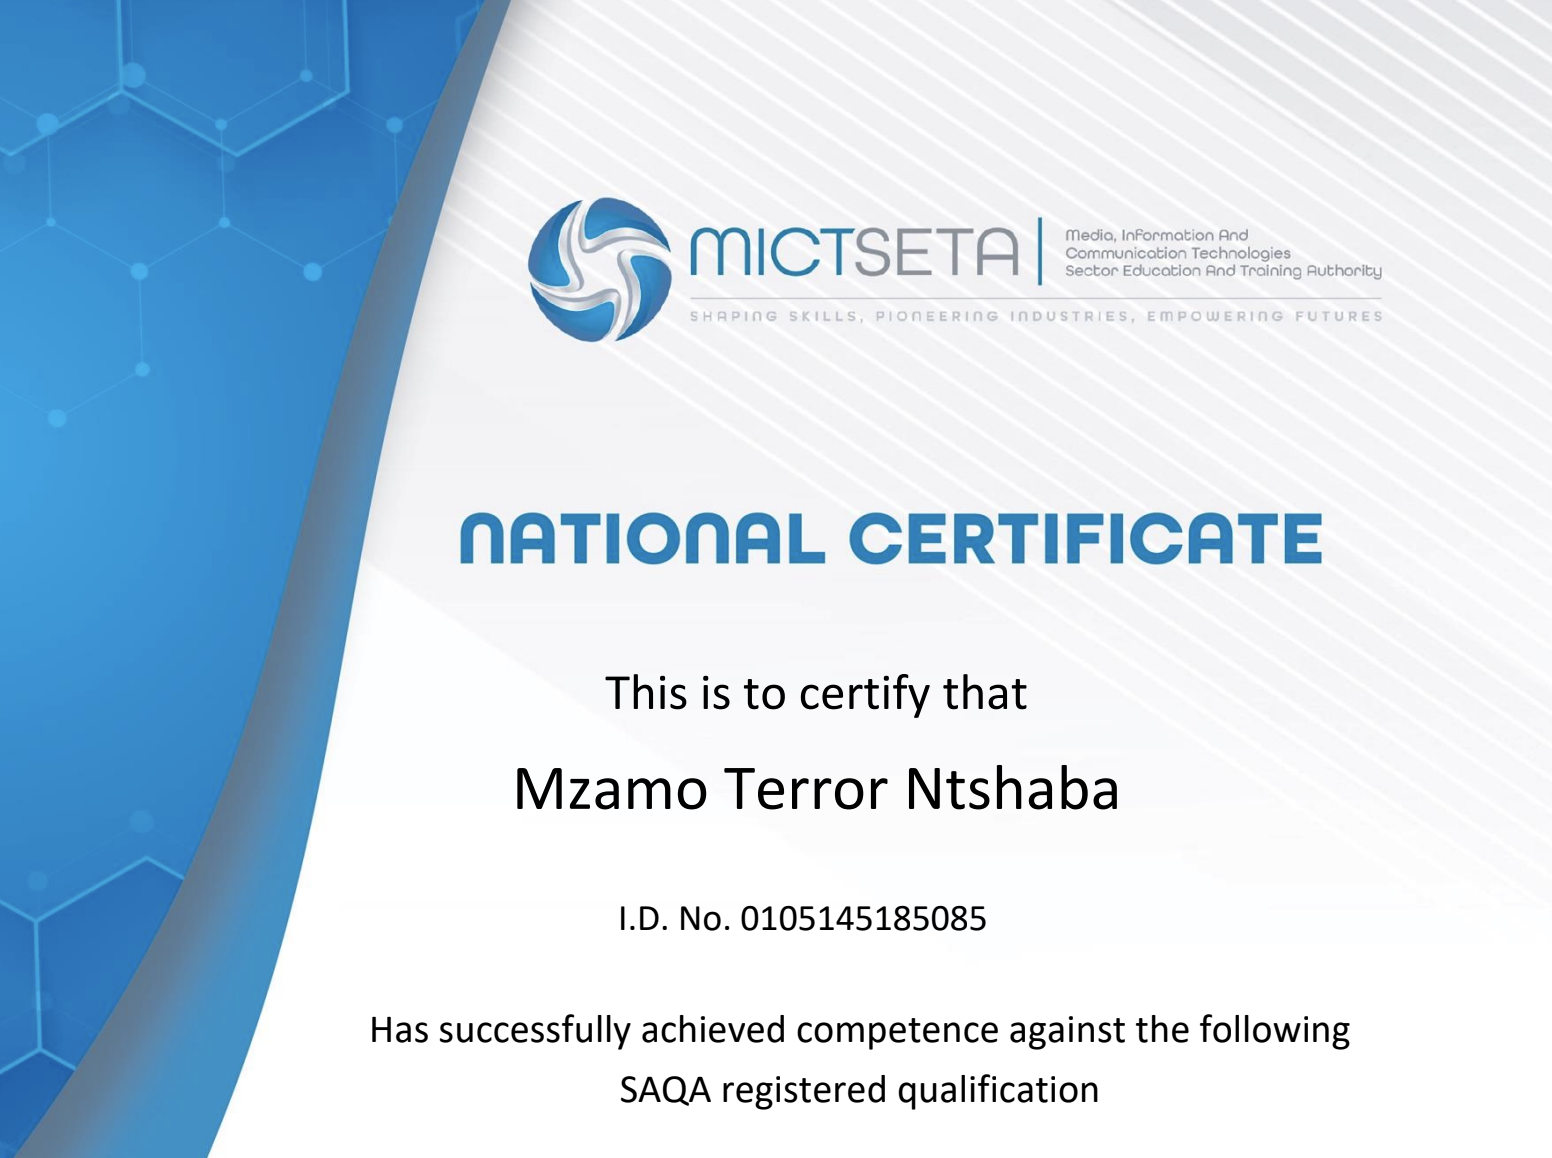 MICTSETA
Media, Information And
Communication Technologies
Sector Education And Training Authority
SHAPING SKILLS, PIONEERING INDUSTRIES, EMPOWERING FUTURES
NATIONAL CERTIFICATE
This is to certify that
Mzamo Terror Ntshaba
I.D. No. 0105145185085
Has successfully achieved competence against the following
SAQA registered qualification